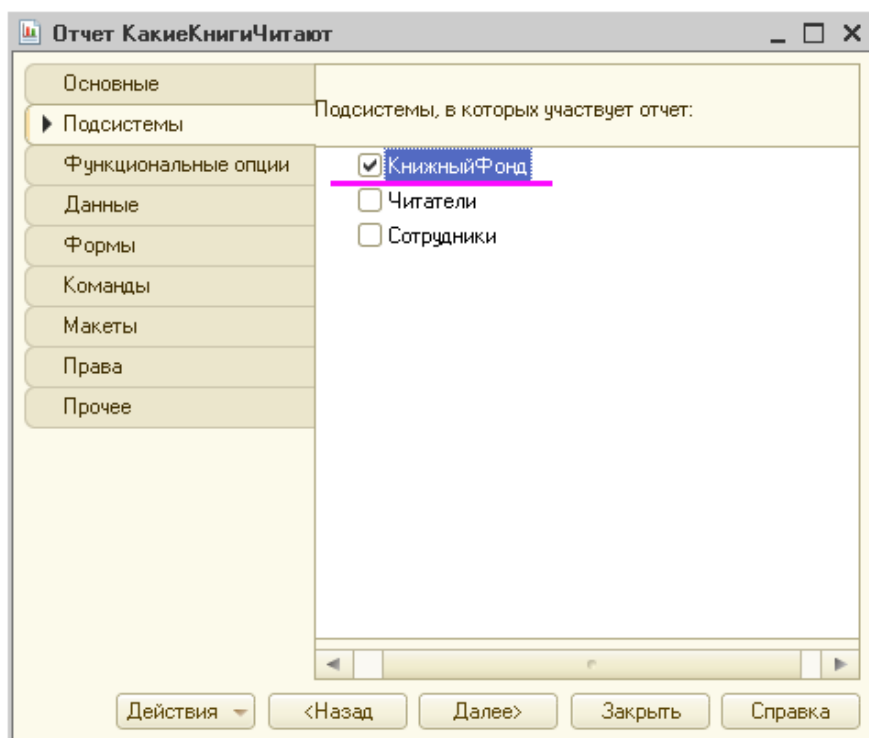 Отчет КакиеКнигиЧитают
Основные
Подсистемы
Функциональные опции
Данные
Формы
Команды
Макеты
Права
Прочее
Подсистемы, в которых участвует отчет:
КнижныйФонд
Читатели
Сотрудники
Действия
<Назад
Далее>
Закрыть
Справка